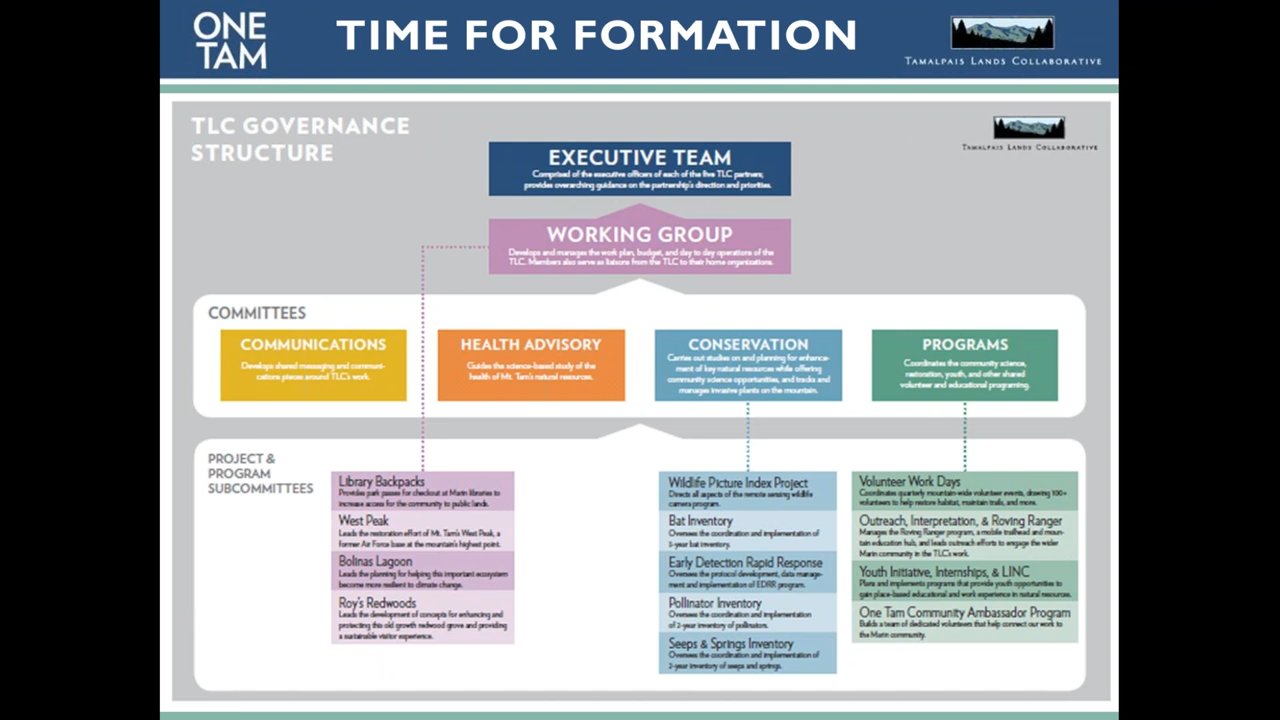 ONE
TAM
TIME FOR FORMATION
TAMALPAIS LANDS COLLABORATIVE
TLC GOVERNANCE
STRUCTURE
TAMALPAIS LANDS COLLABORATIVE
EXECUTIVE TEAM
Comprised of the executive officers of each of the five TLC partners;
provides overarching guidance on the partnership's direction and priorities.
WORKING GROUP
Develops and manages the work plan, budget, and day to day operations of the
TLC. Members also serve as liaisons from the TLC to their home organizations.
COMMITTEES
COMMUNICATIONS
Develops shared messaging and communi-
cations pieces around TLC's work.
HEALTH ADVISORY
Guides the science-based study of the
health of Mt. Tam's natural resources.
CONSERVATION
Carries out studies on and planning for enhance-
ment of key natural resources while offering
community science opportunities, and tracks and
manages invasive plants on the mountain.
PROGRAMS
Coordinates the community science,
restoration, youth, and other shared
volunteer and educational programing.
PROJECT &
PROGRAM
SUBCOMMITTEES
Library Backpacks
Provides park passes for checkout at Marin libraries to
increase access for the community to public lands.
West Peak
Leads the restoration effort of Mt. Tam's West Peak, a
former Air Force base at the mountain's highest point.
Bolinas Lagoon
Leads the planning for helping this important ecosystem
become more resilient to climate change.
Roy's Redwoods
Leads the development of concepts for enhancing and
protecting this old growth redwood grove and providing
a sustainable visitor experience.
Wildlife Picture Index Project
Directs all aspects of the remote sensing wildlife
camera program.
Bat Inventory
Oversees the coordination and implementation of
5-year bat inventory.
Early Detection Rapid Response
Oversees the protocol development, data manage-
ment and implementation of EDRR program.
Pollinator Inventory
Oversees the coordination and implementation
of 2-year inventory of pollinators.
Seeps & Springs Inventory
Oversees the coordination and implementation of
2-year inventory of seeps and springs.
Volunteer Work Days
Coordinates quarterly mountain-wide volunteer events, drawing 100+
volunteers to help restore habitat, maintain trails, and more.
Outreach, Interpretation, & Roving Ranger
Manages the Roving Ranger program, a mobile trailhead and moun-
tain education hub, and leads outreach efforts to engage the wider
Marin community in the TLC's work.
Youth Initiative, Internships, & LINC
Plans and implements programs that provide youth opportunities to
gain place-based educational and work experience in natural resources.
One Tam Community Ambassador Program
Builds a team of dedicated volunteers that help connect our work to
the Marin community.